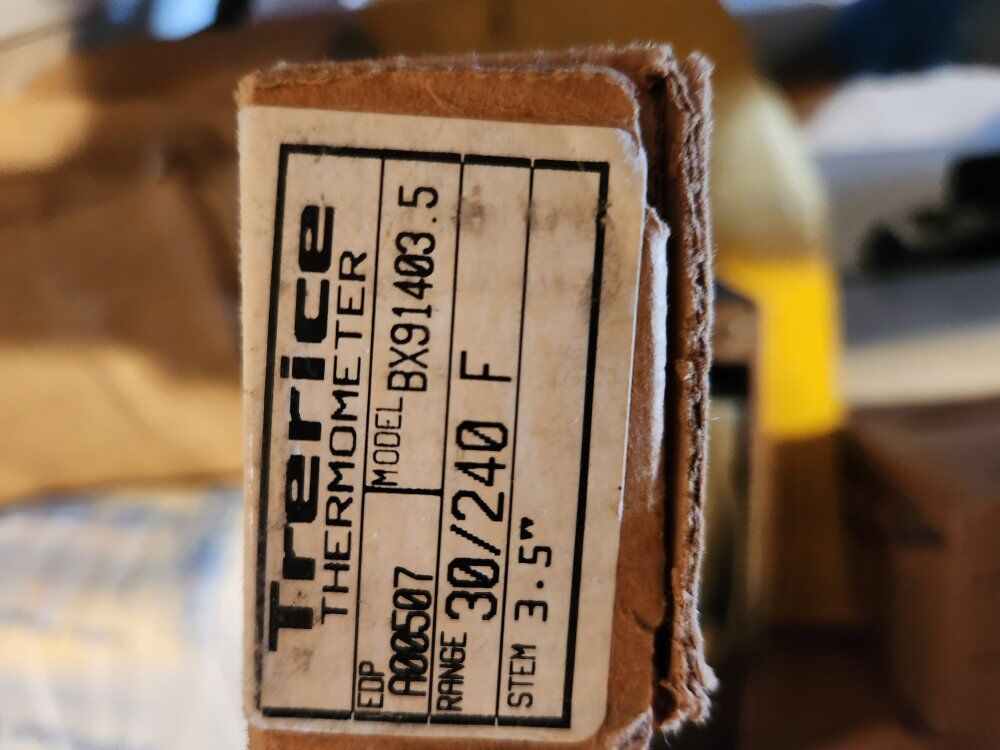 Trerice
THERMOMETER
EDP MODEL
A00507 BX91403.5
RANGE 30/240 F
STEM 3.5"